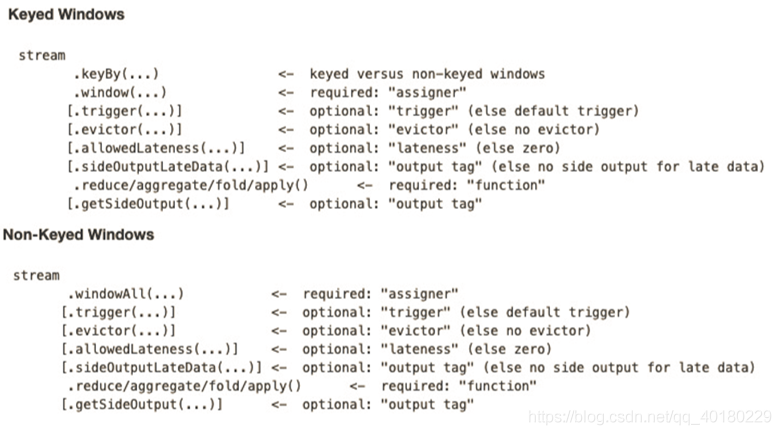 Keyed Windows
stream
.keyBy(...) <- keyed versus non-keyed windows
.window(...) <- required: "assigner"
[.trigger(...)] <- optional: "trigger" (else default trigger)
[.evictor(...)] <- optional: "evictor" (else no evictor)
[.allowedLateness(...)] <- optional: "lateness" (else zero)
[.sideOutputLateData(...)] <- optional: "output tag" (else no side output for late data)
.reduce/aggregate/fold/apply() <- required: "function"
[.getSideOutput(...)] <- optional: "output tag"
Non-Keyed Windows
stream
.windowAll(...) <- required: "assigner"
[.trigger(...)] <- optional: "trigger" (else default trigger)
[.evictor(...)] <- optional: "evictor" (else no evictor)
[.allowedLateness(...)] <- optional: "lateness" (else zero)
[.sideOutputLateData(...)] <- optional: "output tag" (else no side output for late data)
.reduce/aggregate/fold/apply() <- required: "function"
[.getSideOutput(...)] <- optional: "output tag"
https://blog.csdn.net/qq_40180229